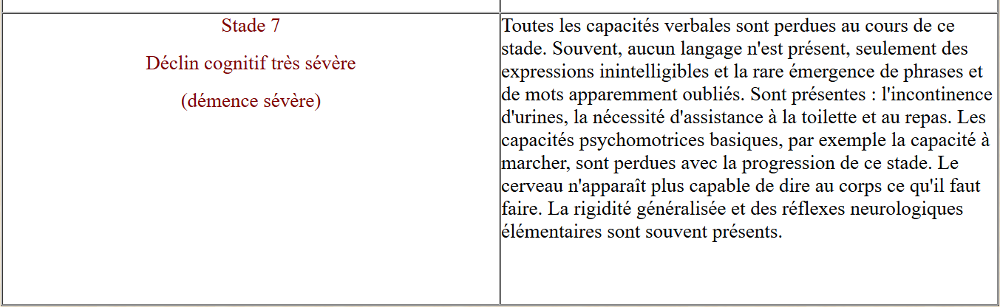 Stade 7
Déclin cognitif très sévère
(démence sévère)
Toutes les capacités verbales sont perdues au cours de ce
stade. Souvent, aucun langage n'est présent, seulement des
expressions inintelligibles et la rare émergence de phrases et
de mots apparemment oubliés. Sont présentes : l'incontinence
d'urines, la nécessité d'assistance à la toilette et au repas. Les
capacités psychomotrices basiques, par exemple la capacité à
marcher, sont perdues avec la progression de ce stade. Le
cerveau n'apparaît plus capable de dire au corps ce qu'il faut
faire. La rigidité généralisée et des réflexes neurologiques
élémentaires sont souvent présents.